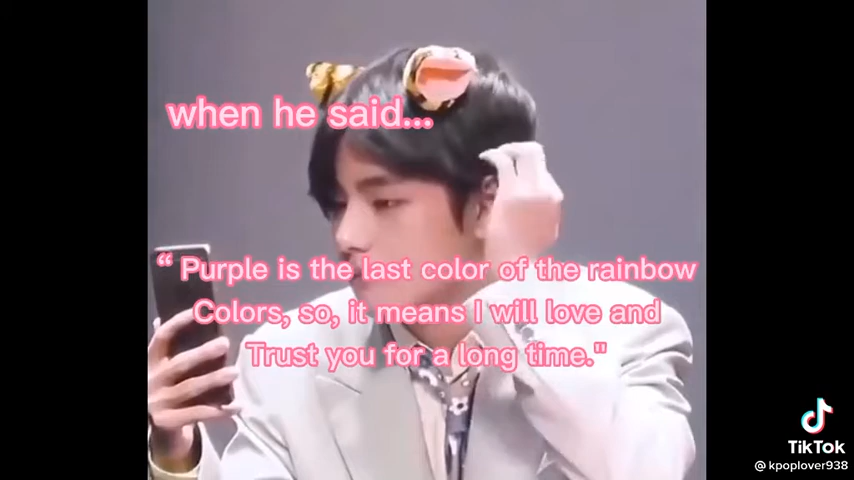 when he said...
“ Purple is the last color of the rainbow
Colors, so, it means I will love and
Trust you for a long time."
TikTok
@kpoplover938